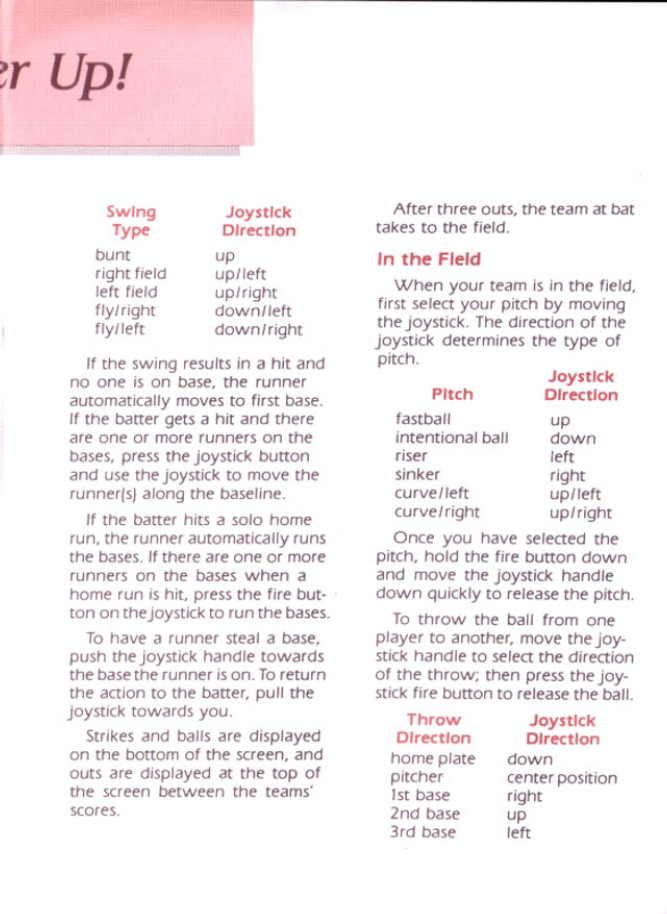 er Up!
Swing Type
Joystick Direction
bunt up
right field up/left
left field up/right
fly/right down/left
fly/left down/right
If the swing results in a hit and
no one is on base, the runner
automatically moves to first base.
If the batter gets a hit and there
are one or more runners on the
bases, press the joystick button
and use the joystick to move the
runner(s) along the baseline.
If the batter hits a solo home
run, the runner automatically runs
the bases. If there are one or more
runners on the bases when a
home run is hit, press the fire but-
ton on the joystick to run the bases.
To have a runner steal a base,
push the joystick handle towards
the base the runner is on. To return
the action to the batter, pull the
joystick towards you.
Strikes and balls are displayed
on the bottom of the screen, and
outs are displayed at the top of
the screen between the teams'
scores.
After three outs, the team at bat
takes to the field.
In the Field
When your team is in the field,
first select your pitch by moving
the joystick. The direction of the
joystick determines the type of
pitch.
Pitch
Joystick Direction
fastball up
intentional ball down
riser left
sinker right
curve/left up/left
curve/right up/right
Once you have selected the
pitch, hold the fire button down
and move the joystick handle
down quickly to release the pitch.
To throw the ball from one
player to another, move the joy-
stick handle to select the direction
of the throw; then press the joy-
stick fire button to release the ball.
Throw Direction
Joystick Direction
home plate down
pitcher center position
1st base right
2nd base up
3rd base left